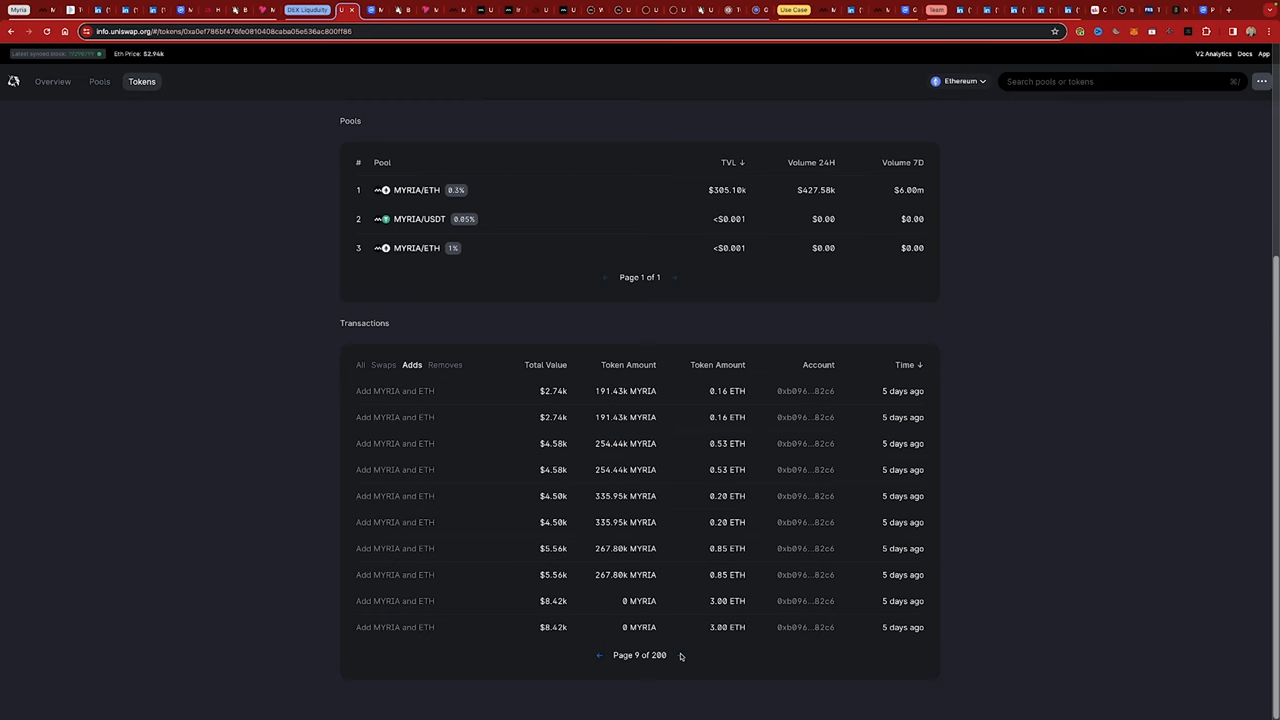 Myria
DEX Liquduity
Use Case
Team
info.uniswap.org/#/tokens/0xa0ef786bf476fe0810408caba05e536ac800ff86
Eth Price: $2.94k
V2 Analytics Docs App
Overview Pools Tokens
Ethereum
Search pools or tokens
Pools
# Pool TVL ↓ Volume 24H Volume 7D
1 MYRIA/ETH 0.3% $305.10k $427.58k $6.00m
2 MYRIA/USDT 0.05% <$0.001 $0.00 $0.00
3 MYRIA/ETH 1% <$0.001 $0.00 $0.00
Page 1 of 1
Transactions
All Swaps Adds Removes Total Value Token Amount Token Amount Account Time ↓
Add MYRIA and ETH $2.74k 191.43k MYRIA 0.16 ETH 0xb096...82c6 5 days ago
Add MYRIA and ETH $2.74k 191.43k MYRIA 0.16 ETH 0xb096...82c6 5 days ago
Add MYRIA and ETH $4.58k 254.44k MYRIA 0.53 ETH 0xb096...82c6 5 days ago
Add MYRIA and ETH $4.58k 254.44k MYRIA 0.53 ETH 0xb096...82c6 5 days ago
Add MYRIA and ETH $4.50k 335.95k MYRIA 0.20 ETH 0xb096...82c6 5 days ago
Add MYRIA and ETH $4.50k 335.95k MYRIA 0.20 ETH 0xb096...82c6 5 days ago
Add MYRIA and ETH $5.56k 267.80k MYRIA 0.85 ETH 0xb096...82c6 5 days ago
Add MYRIA and ETH $5.56k 267.80k MYRIA 0.85 ETH 0xb096...82c6 5 days ago
Add MYRIA and ETH $8.42k 0 MYRIA 3.00 ETH 0xb096...82c6 5 days ago
Add MYRIA and ETH $8.42k 0 MYRIA 3.00 ETH 0xb096...82c6 5 days ago
← Page 9 of 200